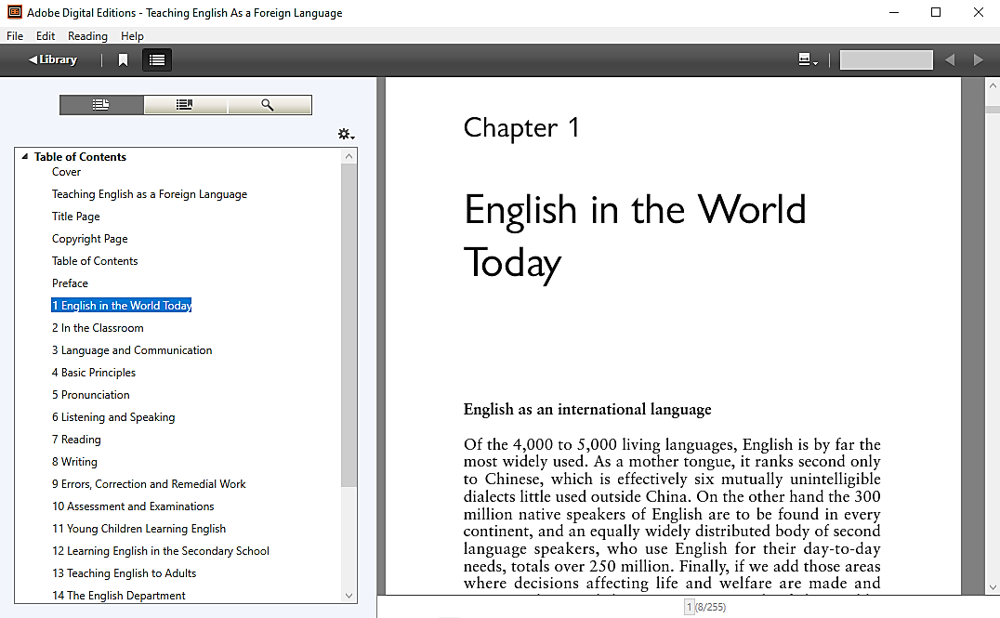 Adobe Digital Editions - Teaching English As a Foreign Language
File Edit Reading Help
Library
Table of Contents
Cover
Teaching English as a Foreign Language
Title Page
Copyright Page
Table of Contents
Preface
1 English in the World Today
2 In the Classroom
3 Language and Communication
4 Basic Principles
5 Pronunciation
6 Listening and Speaking
7 Reading
8 Writing
9 Errors, Correction and Remedial Work
10 Assessment and Examinations
11 Young Children Learning English
12 Learning English in the Secondary School
13 Teaching English to Adults
14 The English Department
Chapter 1
English in the World
Today
English as an international language
Of the 4,000 to 5,000 living languages, English is by far the
most widely used. As a mother tongue, it ranks second only
to Chinese, which is effectively six mutually unintelligible
dialects little used outside China. On the other hand the 300
million native speakers of English are to be found in every
continent, and an equally widely distributed body of second
language speakers, who use English for their day-to-day
needs, totals over 250 million. Finally, if we add those areas
where decisions affecting life and welfare are made and
1 (8/255)